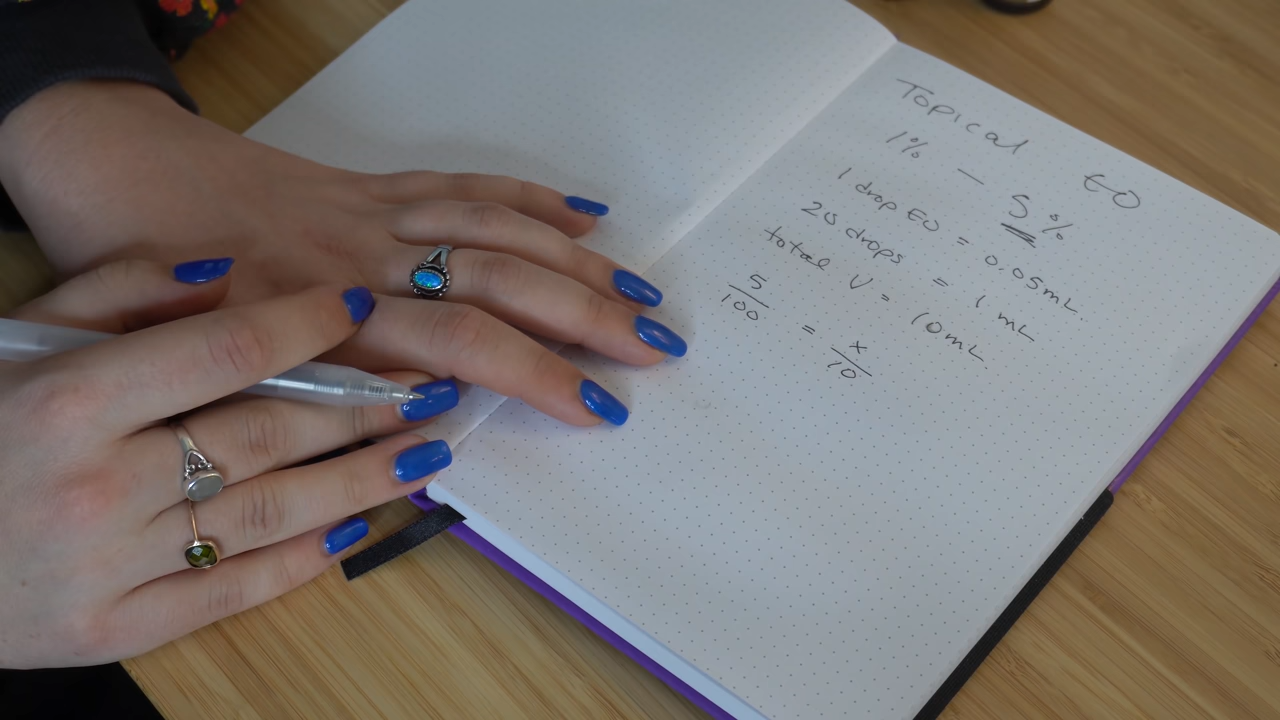 Topical EO
1% — 5%
1 drop EO = 0.05mL.
20 drops = 1 mL
total V = 10mL
5/100 = x/10